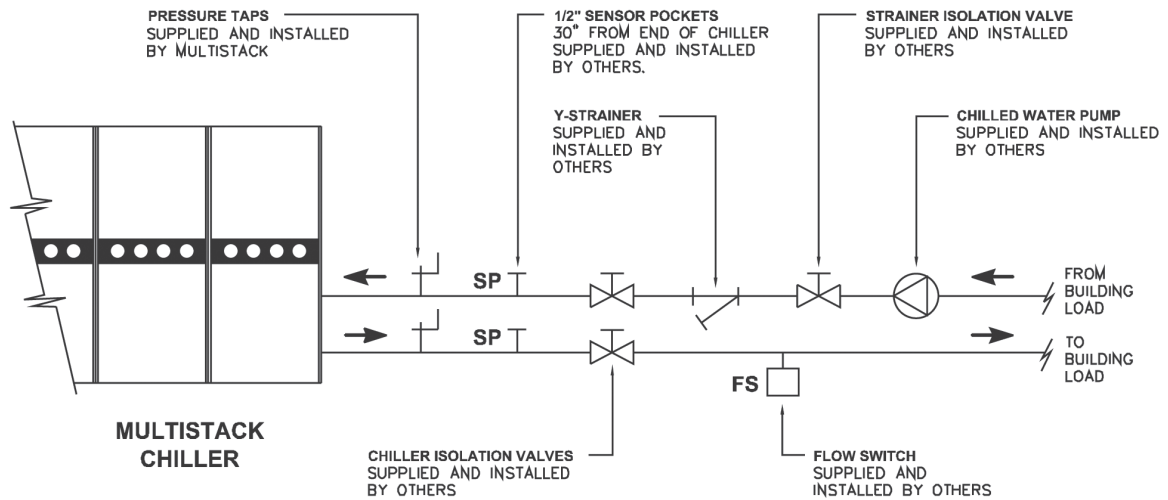 PRESSURE TAPS
SUPPLIED AND INSTALLED
BY MULTISTACK
1/2" SENSOR POCKETS
30" FROM END OF CHILLER
SUPPLIED AND INSTALLED
BY OTHERS.
STRAINER ISOLATION VALVE
SUPPLIED AND INSTALLED
BY OTHERS
Y-STRAINER
SUPPLIED AND
INSTALLED BY
OTHERS
CHILLED WATER PUMP
SUPPLIED AND INSTALLED
BY OTHERS
SP
FROM
BUILDING
LOAD
SP
TO
BUILDING
LOAD
FS
MULTISTACK
CHILLER
CHILLER ISOLATION VALVES
SUPPLIED AND INSTALLED
BY OTHERS
FLOW SWITCH
SUPPLIED AND
INSTALLED BY OTHERS